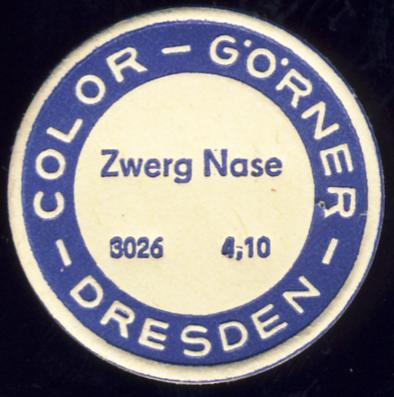 COLOR – GÖRNER – DRESDEN –
Zwerg Nase
3026 4,10